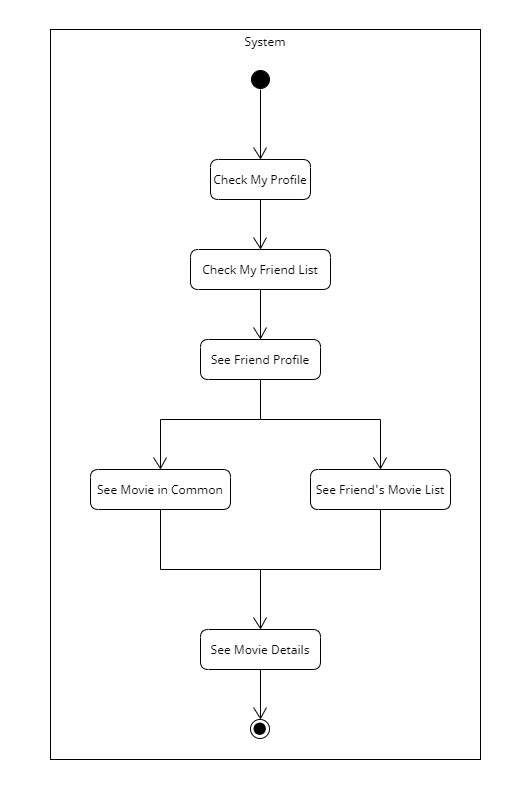 System
Check My Profile
Check My Friend List
See Friend Profile
See Movie in Common
See Friend's Movie List
See Movie Details